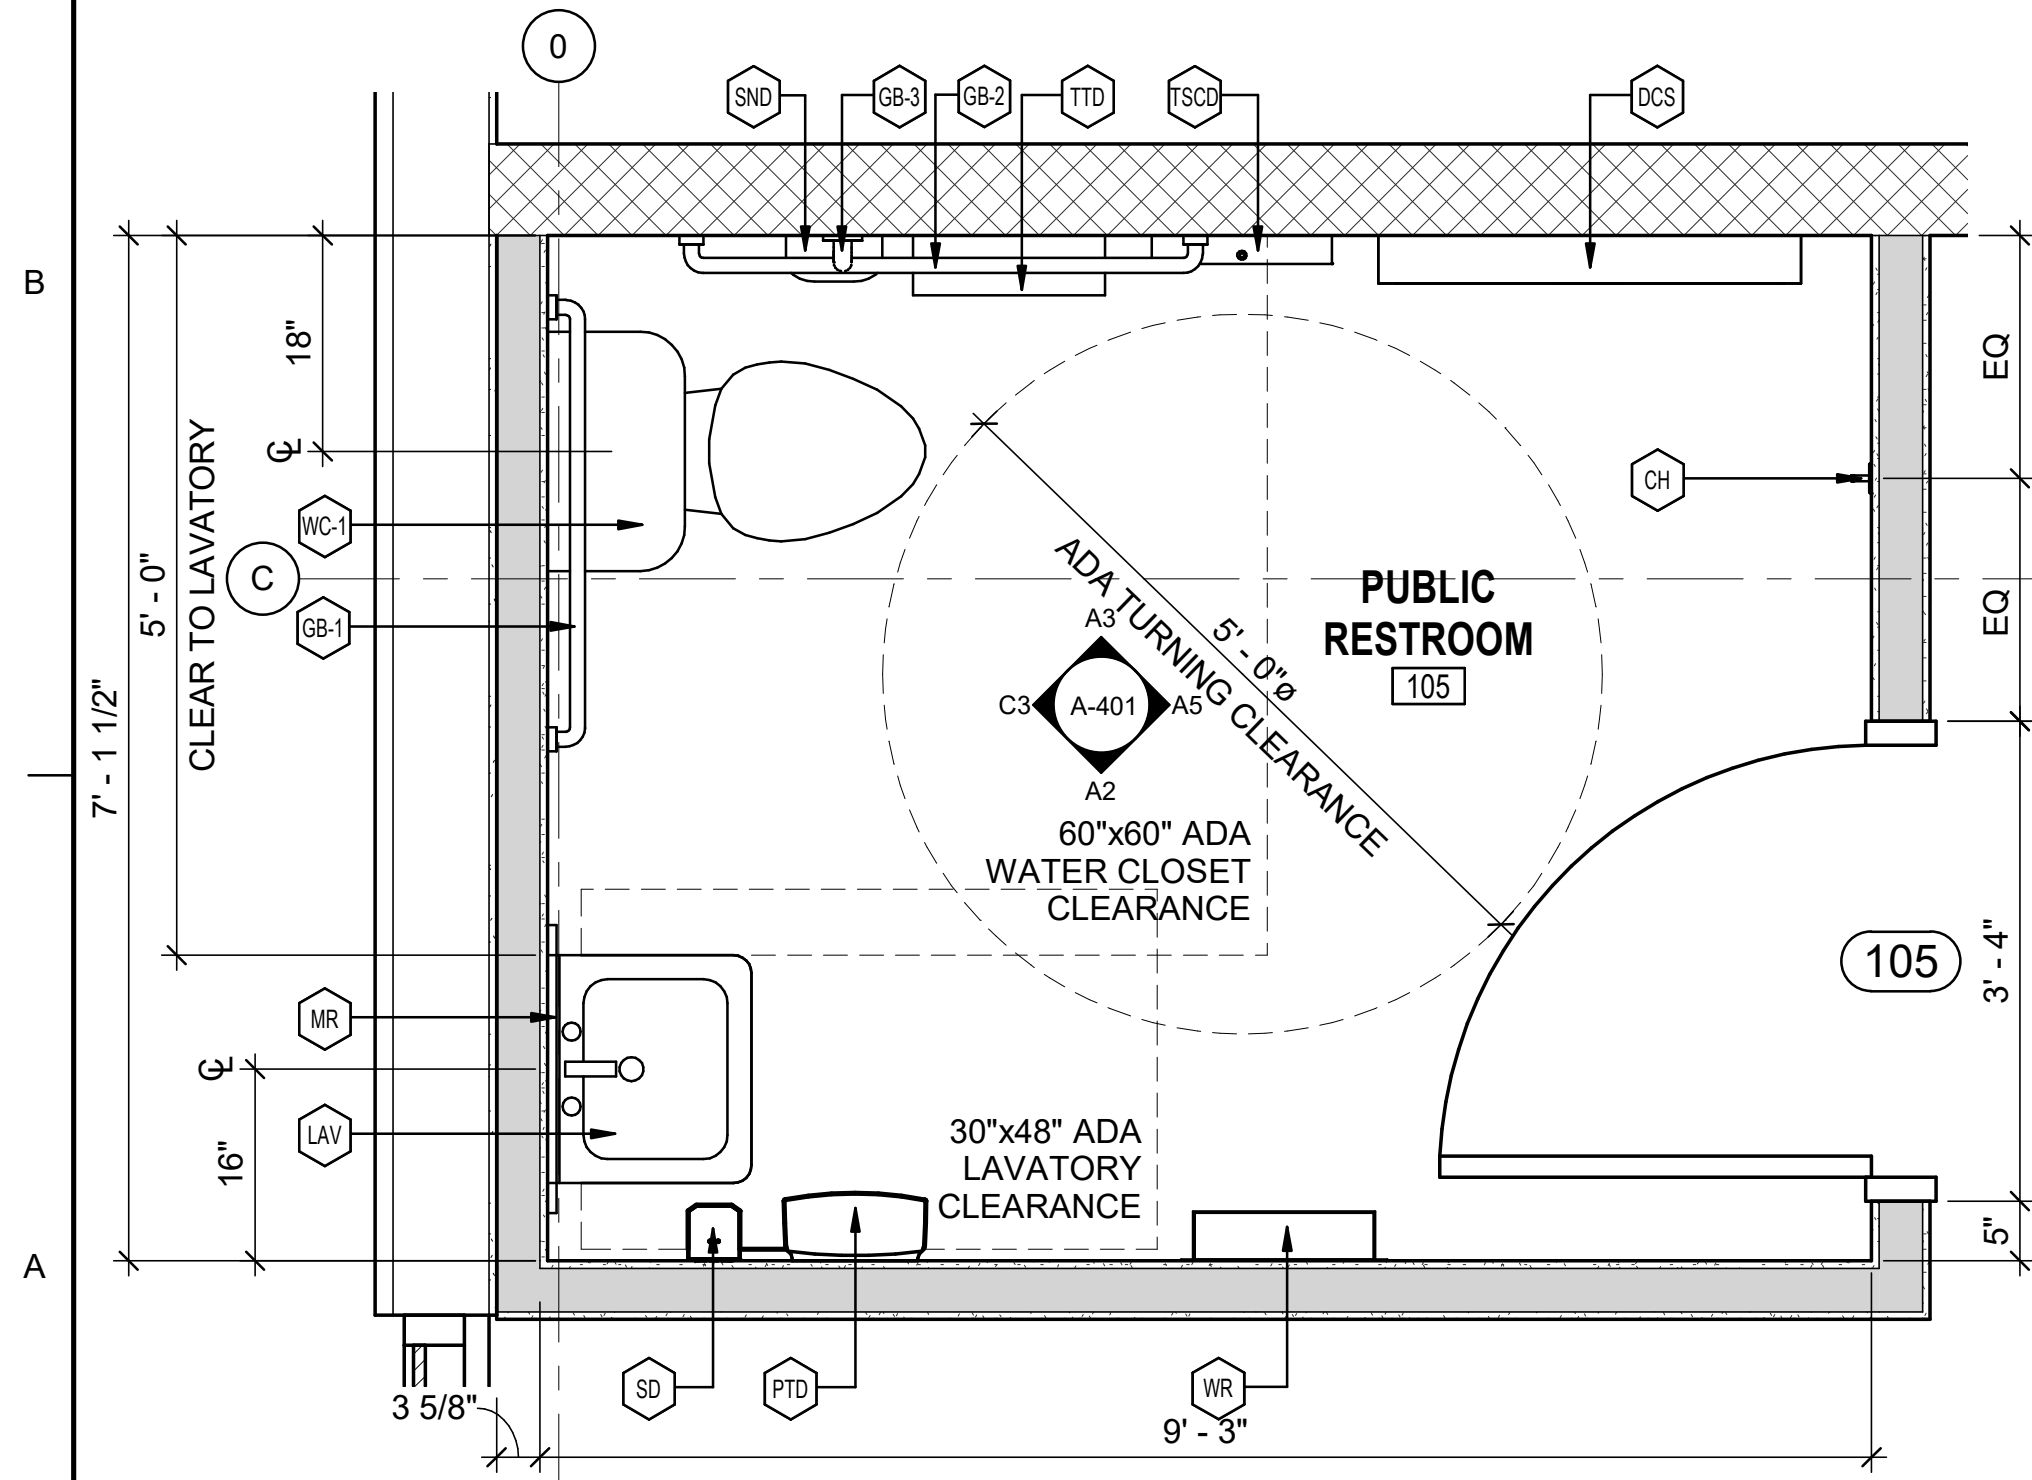 0
SND
GB-3
GB-2
TTD
TSCD
DCS
B
18"
EQ
CLEAR TO LAVATORY
5' - 0"
7' - 1 1/2"
CL
WC-1
C
GB-1
CH
EQ
ADA TURNING CLEARANCE
5' - 0"ø
PUBLIC
RESTROOM
105
A3
C3
A-401
A5
A2
60"x60" ADA
WATER CLOSET
CLEARANCE
105
3' - 4"
MR
CL
LAV
16"
30"x48" ADA
LAVATORY
CLEARANCE
5"
A
SD
PTD
WR
3 5/8"
9' - 3"